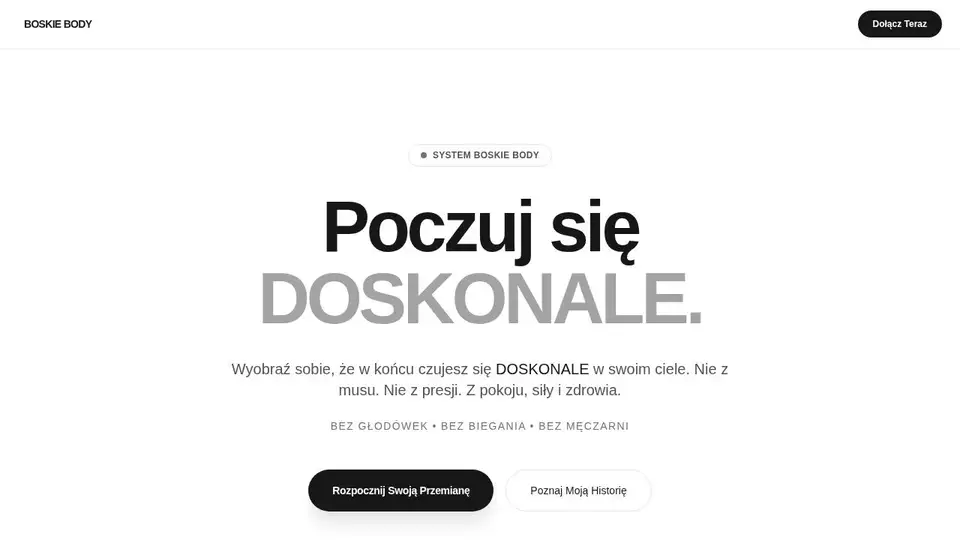 BOSKIE BODY
Dołącz Teraz
SYSTEM BOSKIE BODY
Poczuj się
DOSKONALE.
Wyobraź sobie, że w końcu czujesz się DOSKONALE w swoim ciele. Nie z
musu. Nie z presji. Z pokoju, siły i zdrowia.
BEZ GŁODÓWEK • BEZ BIEGANIA • BEZ MĘCZARNI
Rozpocznij Swoją Przemianę
Poznaj Moją Historię